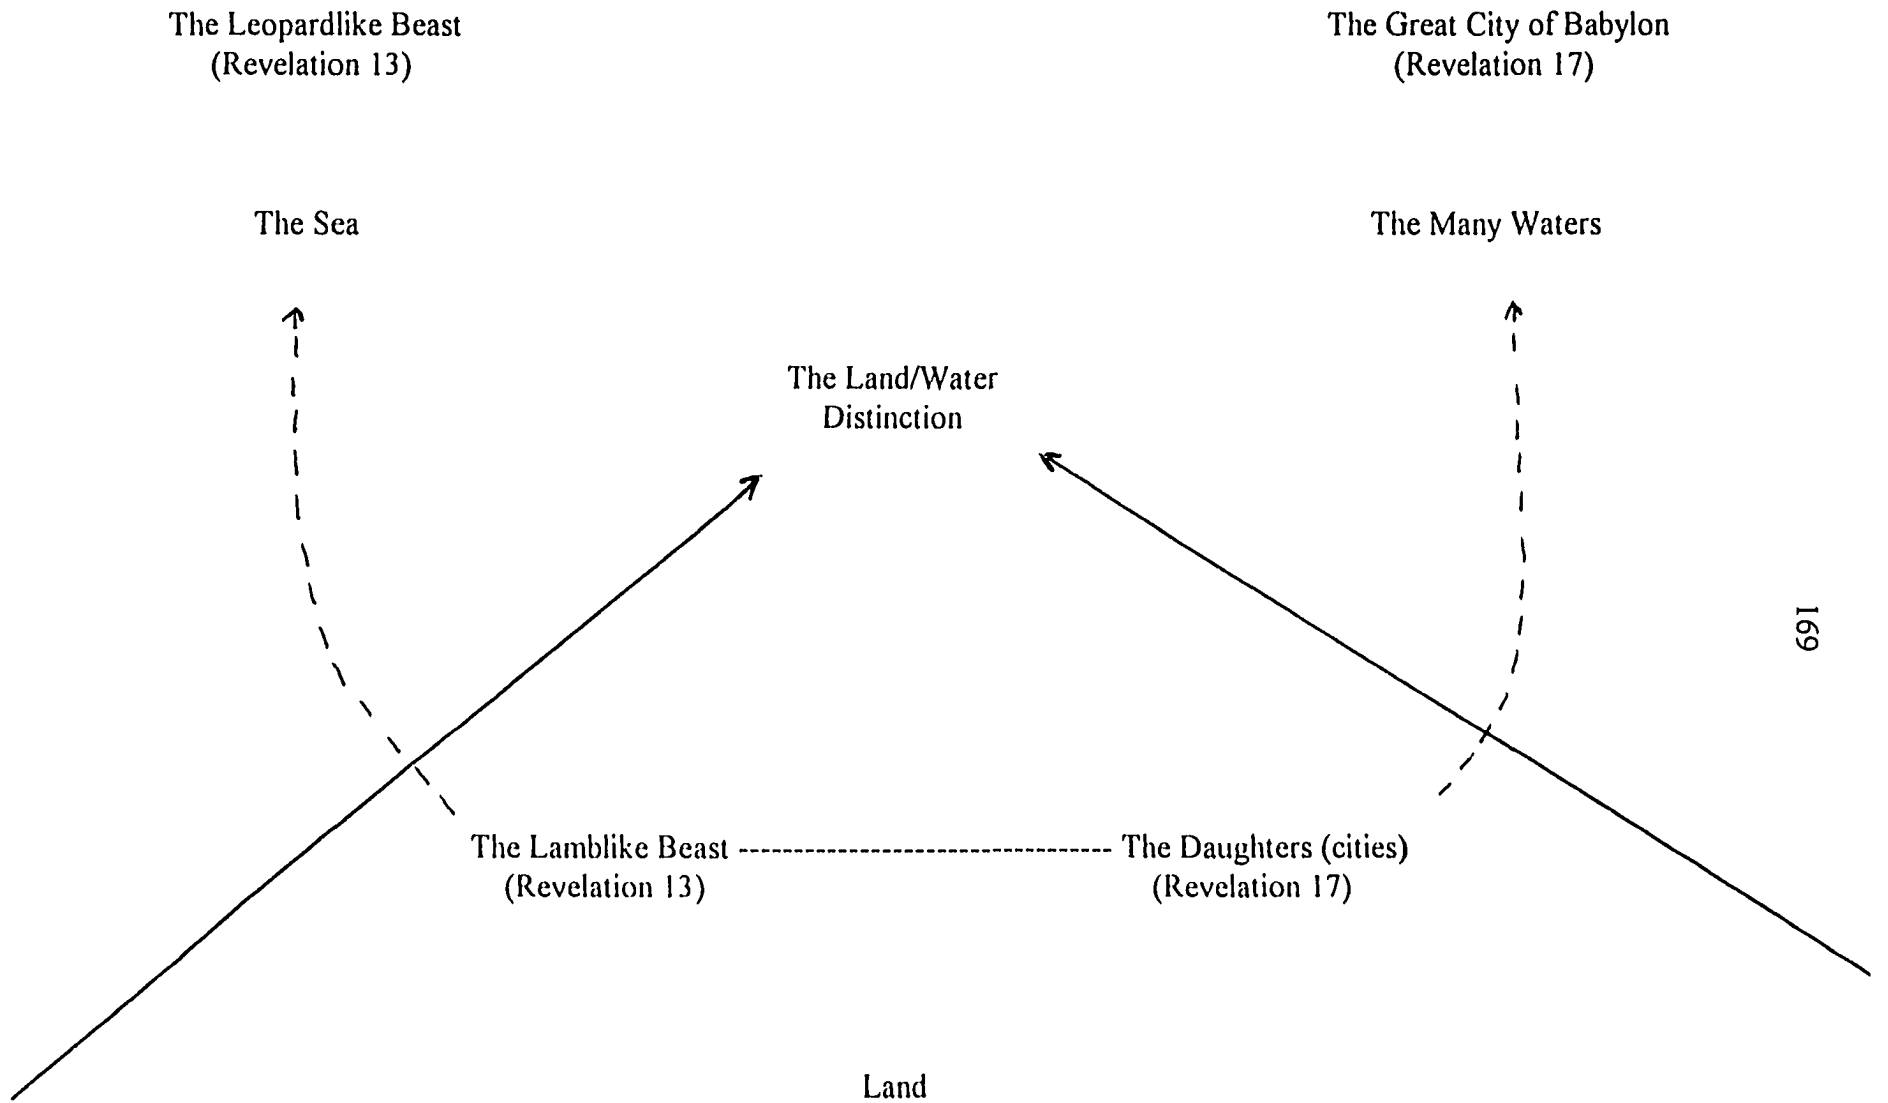 The Leopardlike Beast
(Revelation 13)
The Great City of Babylon
(Revelation 17)
The Sea
The Many Waters
The Land/Water
Distinction
169
The Lamblike Beast
(Revelation 13)
The Daughters (cities)
(Revelation 17)
Land